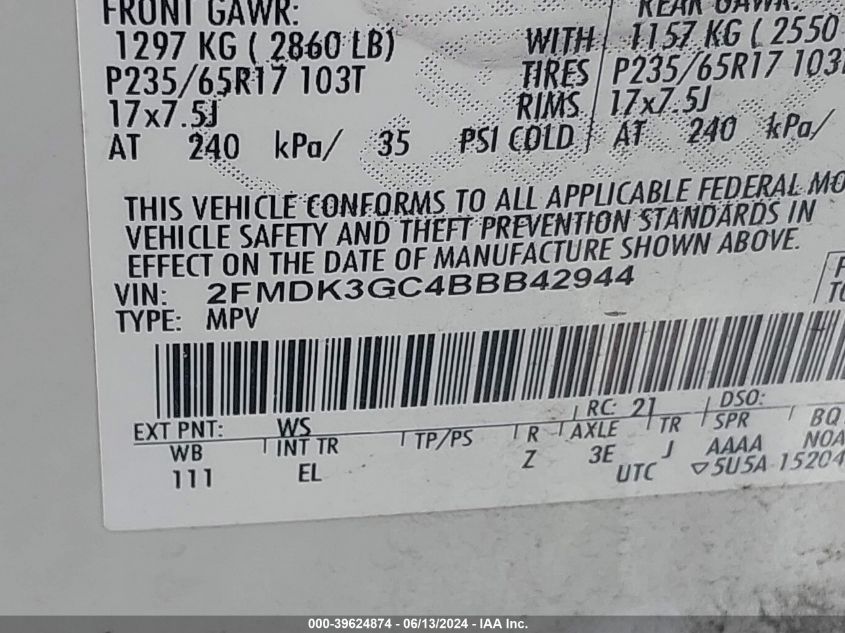 FRONT GAWR: REAR GAWR:
1297 KG ( 2860 LB) WITH 1157 KG ( 2550
P235/65R17 103T TIRES P235/65R17 103T
17x7.5J RIMS 17x7.5J
AT 240 kPa/ 35 PSI COLD AT 240 kPa/
THIS VEHICLE CONFORMS TO ALL APPLICABLE FEDERAL MO
VEHICLE SAFETY AND THEFT PREVENTION STANDARDS IN
EFFECT ON THE DATE OF MANUFACTURE SHOWN ABOVE.
VIN: 2FMDK3GC4BBB42944
TYPE: MPV
EXT PNT: WS RC: 21 DSO:
WB INT TR TP/PS R AXLE TR SPR BQ
111 EL Z 3E J AAAA NOA
UTC ▽5U5A-15204
000-39624874 - 06/13/2024 - IAA Inc.